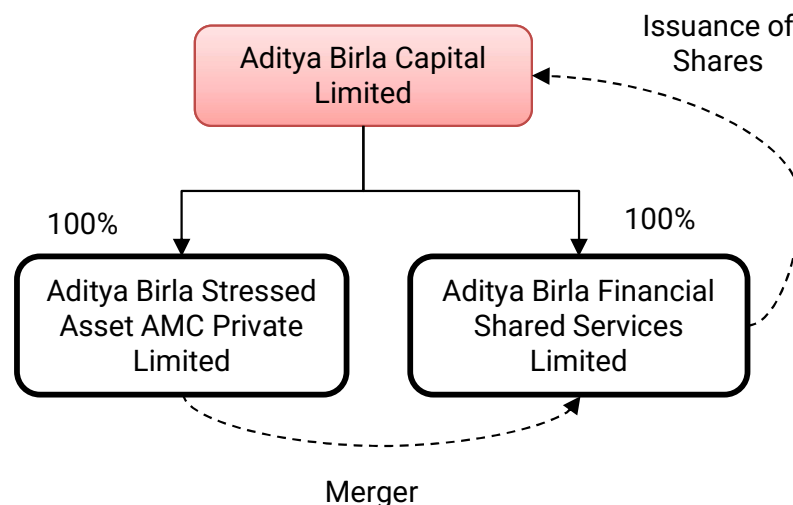 Issuance of
Shares
Aditya Birla Capital
Limited
100%
100%
Aditya Birla Stressed
Asset AMC Private
Limited
Aditya Birla Financial
Shared Services
Limited
Merger